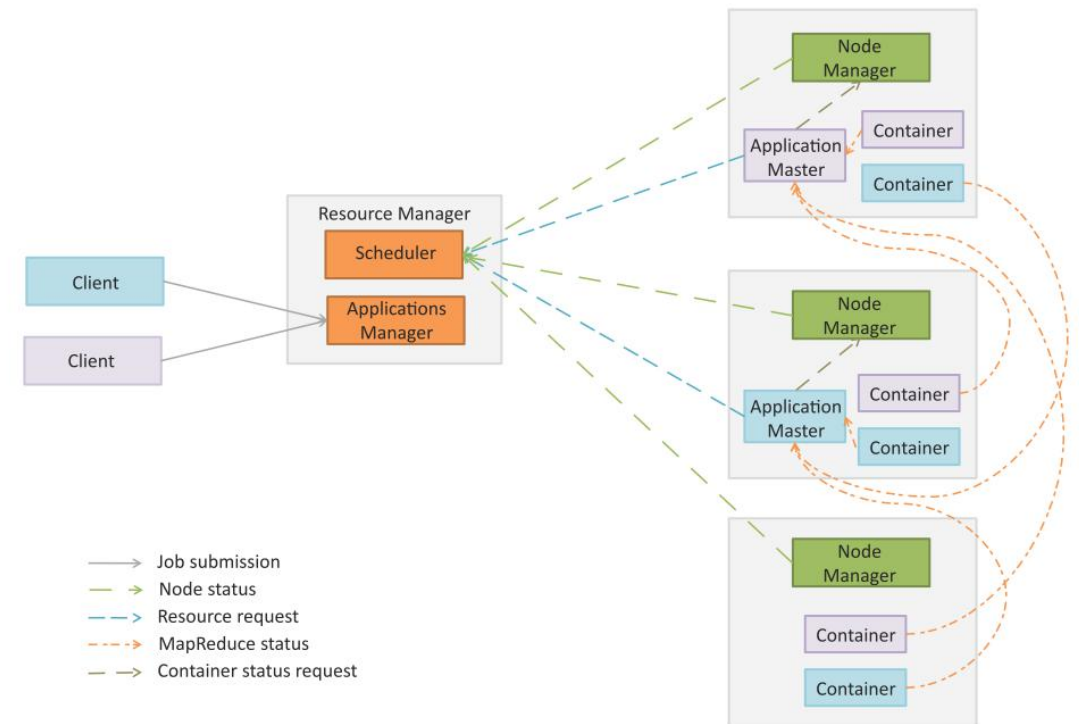 Client
Client
Resource Manager
Scheduler
Applications
Manager
Node
Manager
Application
Master
Container
Container
Node
Manager
Application
Master
Container
Container
Node
Manager
Container
Container
Job submission
Node status
Resource request
MapReduce status
Container status request